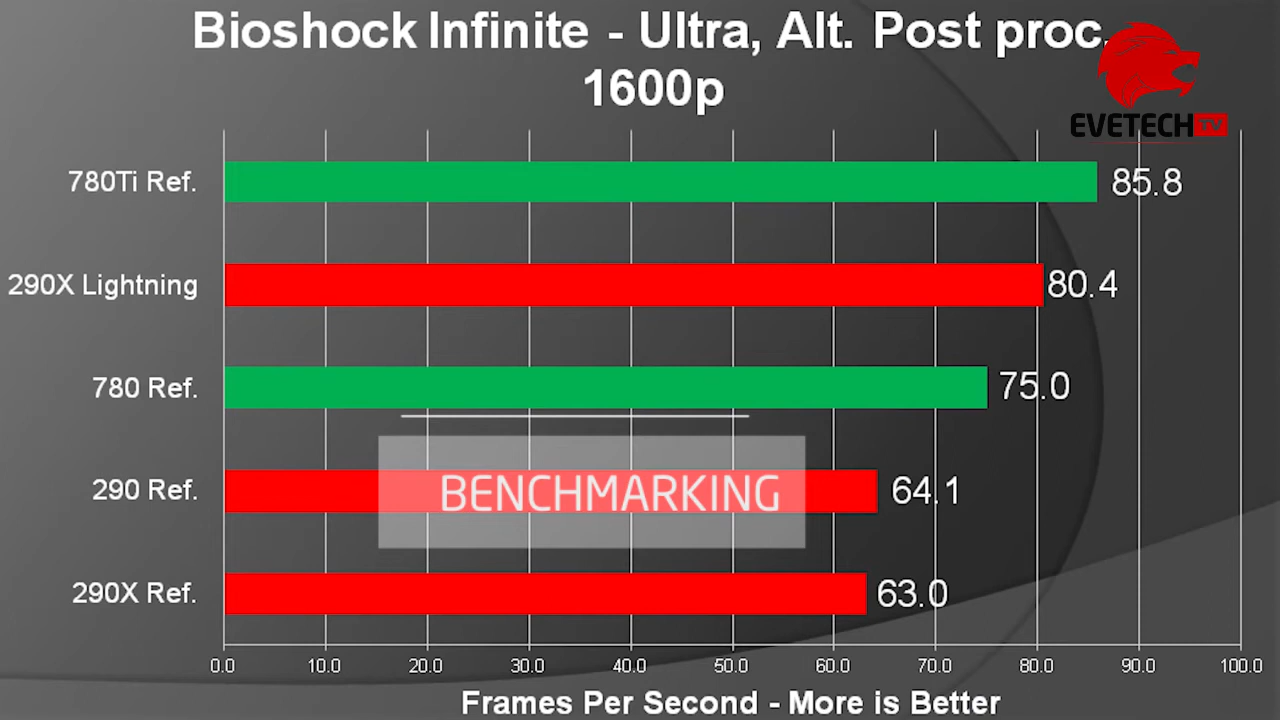 Bioshock Infinite - Ultra, Alt. Post proc.
1600p
EVETECH TV
780Ti Ref.
85.8
290X Lightning
80.4
780 Ref.
75.0
BENCHMARKING
290 Ref.
64.1
290X Ref.
63.0
0.0 10.0 20.0 30.0 40.0 50.0 60.0 70.0 80.0 90.0 100.0
Frames Per Second - More is Better